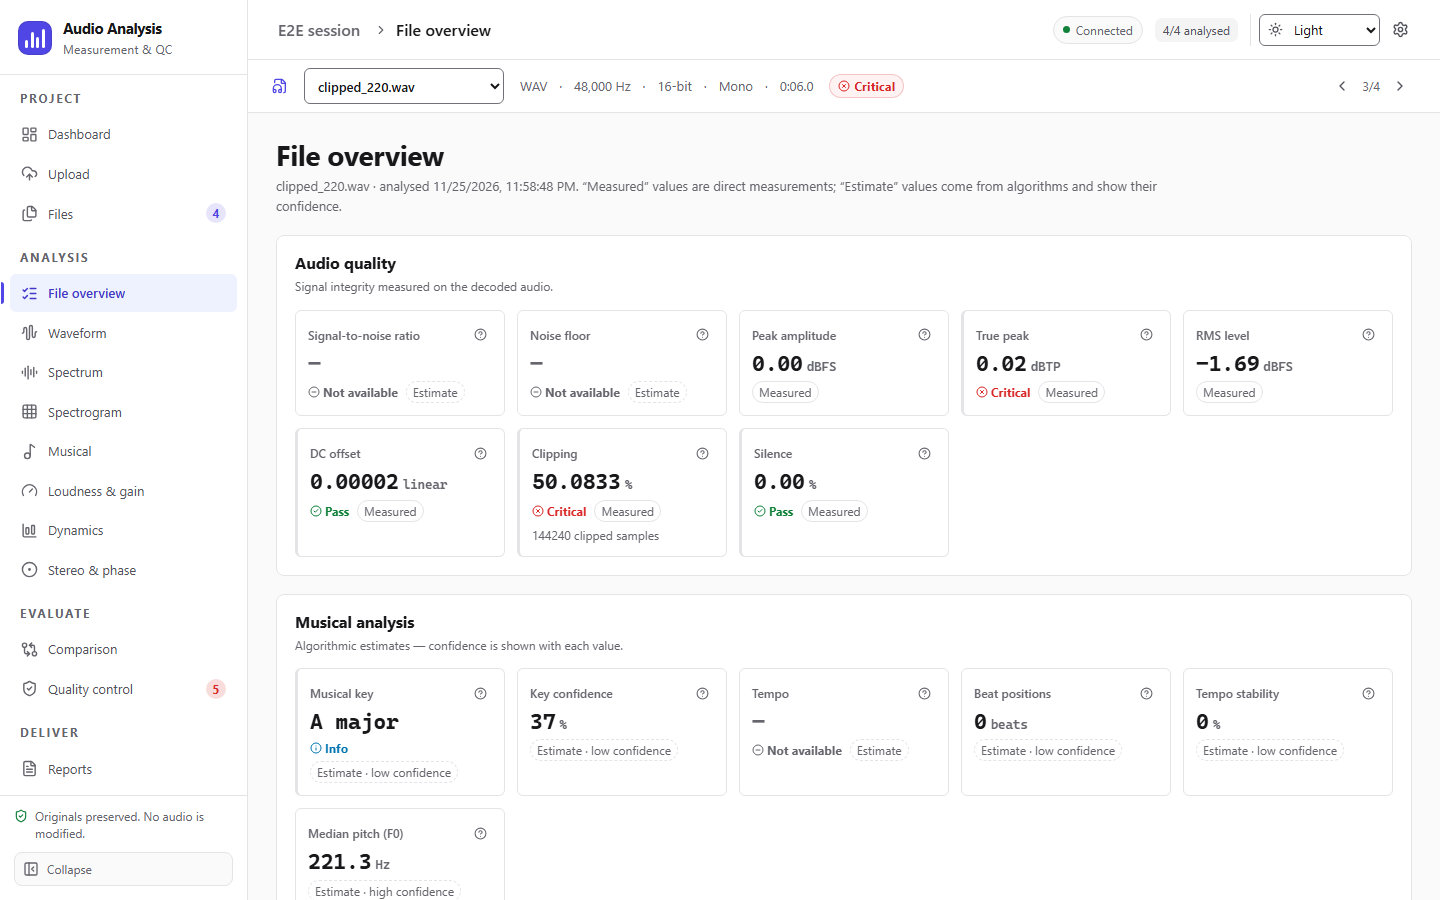 Audio Analysis
Measurement & QC
PROJECT
Dashboard
Upload
Files 4
ANALYSIS
File overview
Waveform
Spectrum
Spectrogram
Musical
Loudness & gain
Dynamics
Stereo & phase
EVALUATE
Comparison
Quality control 5
DELIVER
Reports
Originals preserved. No audio is
modified.
Collapse
E2E session > File overview
Connected
4/4 analysed
Light
clipped_220.wav
WAV · 48,000 Hz · 16-bit · Mono · 0:06.0
Critical
3/4
File overview
clipped_220.wav · analysed 11/25/2026, 11:58:48 PM. “Measured” values are direct measurements; “Estimate” values come from algorithms and show their
confidence.
Audio quality
Signal integrity measured on the decoded audio.
Signal-to-noise ratio
–
Not available Estimate
Noise floor
–
Not available Estimate
Peak amplitude
0.00 dBFS
Measured
True peak
0.02 dBTP
Critical Measured
RMS level
−1.69 dBFS
Measured
DC offset
0.00002 linear
Pass Measured
Clipping
50.0833 %
Critical Measured
144240 clipped samples
Silence
0.00 %
Pass Measured
Musical analysis
Algorithmic estimates — confidence is shown with each value.
Musical key
A major
Info
Estimate · low confidence
Key confidence
37 %
Estimate · low confidence
Tempo
–
Not available Estimate
Beat positions
0 beats
Estimate · low confidence
Tempo stability
0 %
Estimate · low confidence
Median pitch (F0)
221.3 Hz
Estimate · high confidence